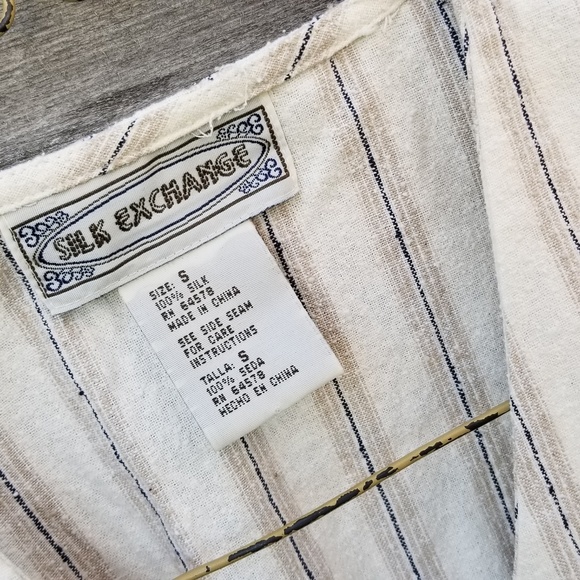 SILK EXCHANGE
SIZE: S
100% SILK
RN 64578
MADE IN CHINA
SEE SIDE SEAM
FOR CARE
INSTRUCTIONS
TALLA: S
100% SEDA
RN 64578
HECHO EN CHINA